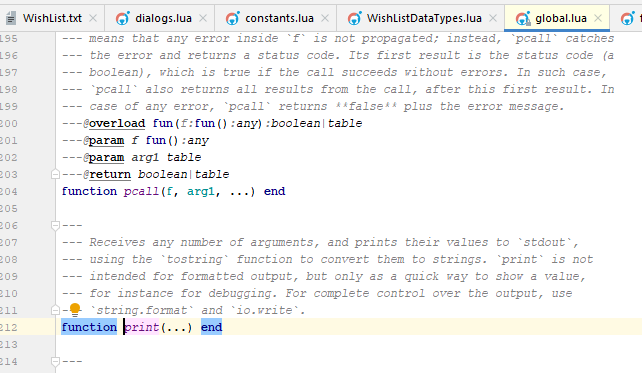 WishList.txt
dialogs.lua
constants.lua
WishListDataTypes.lua
global.lua
195 --- means that any error inside `f` is not propagated; instead, `pcall` catches
196 --- the error and returns a status code. Its first result is the status code (a
197 --- boolean), which is true if the call succeeds without errors. In such case,
198 --- `pcall` also returns all results from the call, after this first result. In
199 --- case of any error, `pcall` returns **false** plus the error message.
200 ---@overload fun(f:fun():any):boolean|table
201 ---@param f fun():any
202 ---@param arg1 table
203 ---@return boolean|table
204 function pcall(f, arg1, ...) end
205
206 ---
207 --- Receives any number of arguments, and prints their values to `stdout`,
208 --- using the `tostring` function to convert them to strings. `print` is not
209 --- intended for formatted output, but only as a quick way to show a value,
210 --- for instance for debugging. For complete control over the output, use
211 --- `string.format` and `io.write`.
212 function print(...) end
213
214 ---